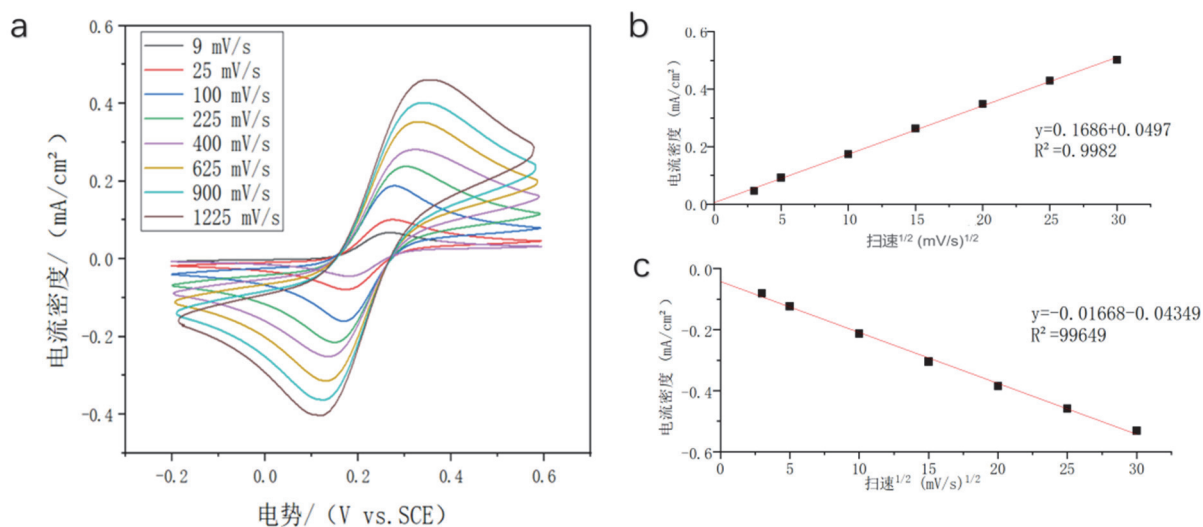 a
0.6
0.4
0.2
0.0
-0.2
-0.4
电流密度/（mA/cm²）
9 mV/s
25 mV/s
100 mV/s
225 mV/s
400 mV/s
625 mV/s
900 mV/s
1225 mV/s
-0.2 0.0 0.2 0.4 0.6
电势/（V vs.SCE）
b
0.6
0.4
0.2
0.0
电流密度（mA/cm²）
y=0.1686+0.0497
R²=0.9982
0 5 10 15 20 25 30
扫速1/2 (mV/s)1/2
c
0.0
-0.2
-0.4
-0.6
电流密度（mA/cm²）
y=-0.01668-0.04349
R²=99649
0 5 10 15 20 25 30
扫速1/2 (mV/s)1/2